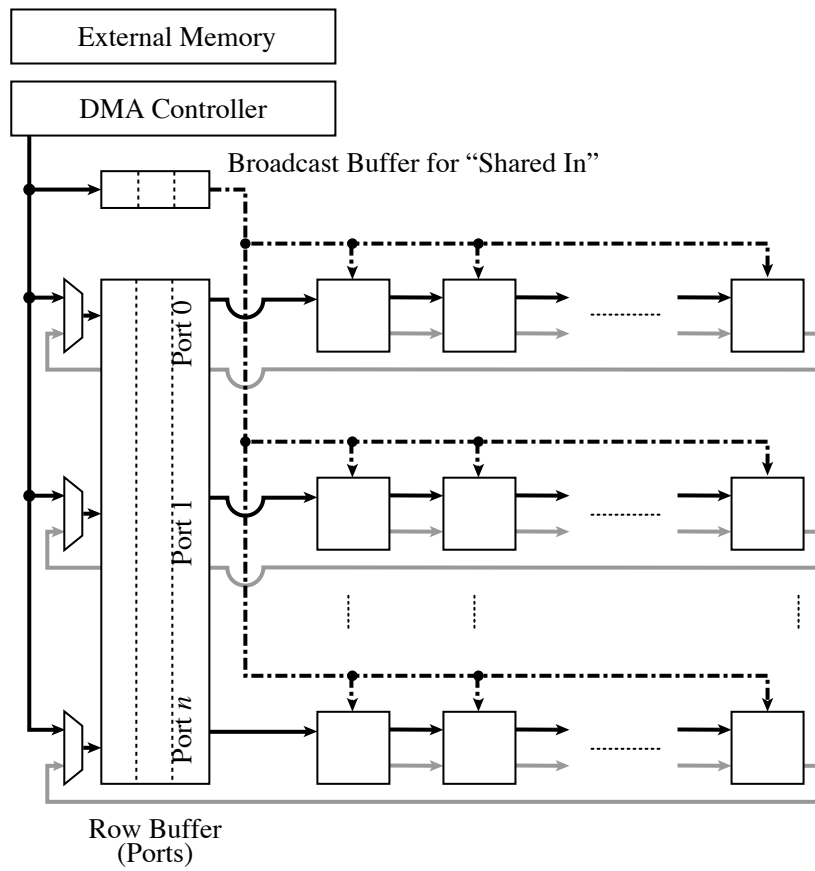 External Memory
DMA Controller
Broadcast Buffer for “Shared In”
Port 0
Port 1
Port n
Row Buffer
(Ports)